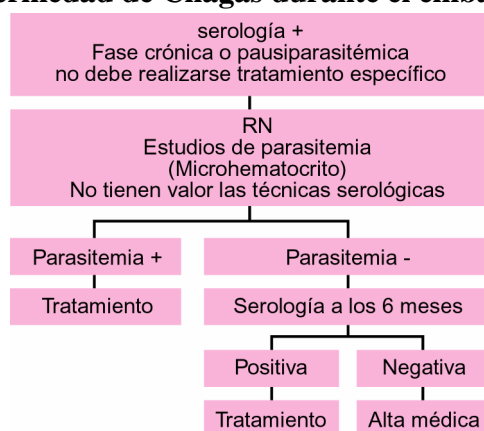 serología +
Fase crónica o pausiparasitémica
no debe realizarse tratamiento específico
RN
Estudios de parasitemia
(Microhematocrito)
No tienen valor las técnicas serológicas
Parasitemia +
Parasitemia -
Tratamiento
Serología a los 6 meses
Positiva
Negativa
Tratamiento
Alta médica